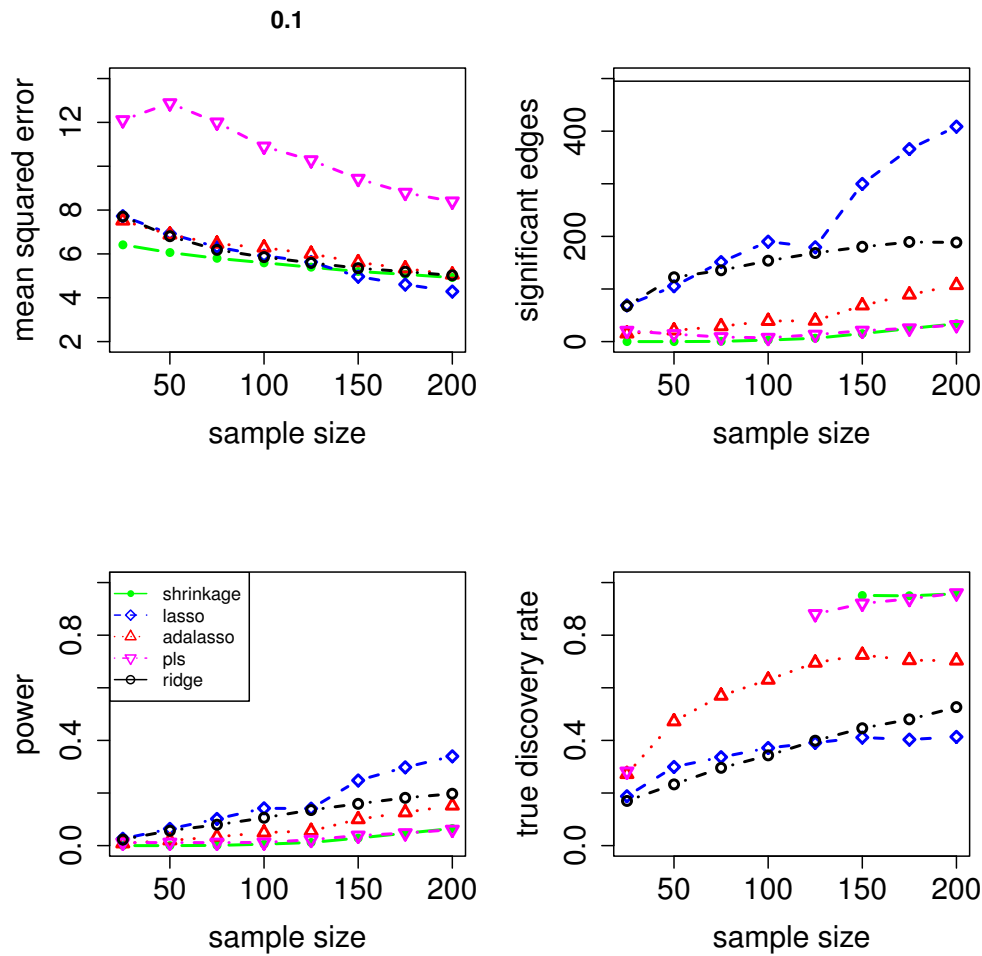 0.1
mean squared error
12
8
6
4
2
50
100
150
200
sample size
significant edges
400
200
0
50
100
150
200
sample size
power
0.8
0.4
0.0
shrinkage
lasso
adalasso
pls
ridge
50
100
150
200
sample size
true discovery rate
0.8
0.4
0.0
50
100
150
200
sample size